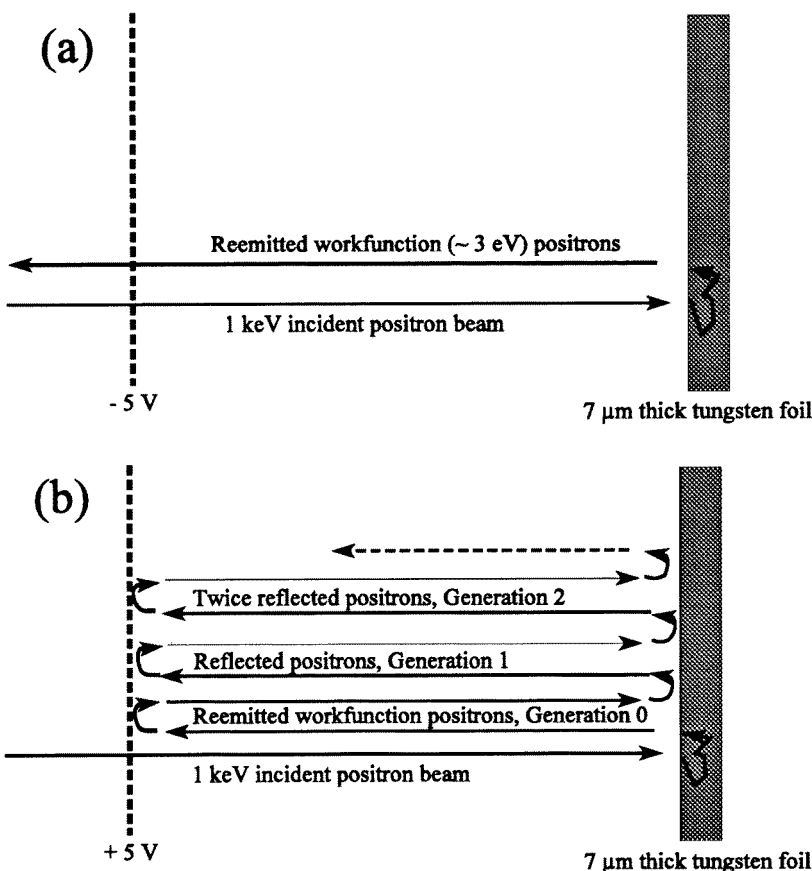 (a)
Reemitted workfunction (~ 3 eV) positrons
1 keV incident positron beam
- 5 V
7 μm thick tungsten foil
(b)
Twice reflected positrons, Generation 2
Reflected positrons, Generation 1
Reemitted workfunction positrons, Generation 0
1 keV incident positron beam
+ 5 V
7 μm thick tungsten foil